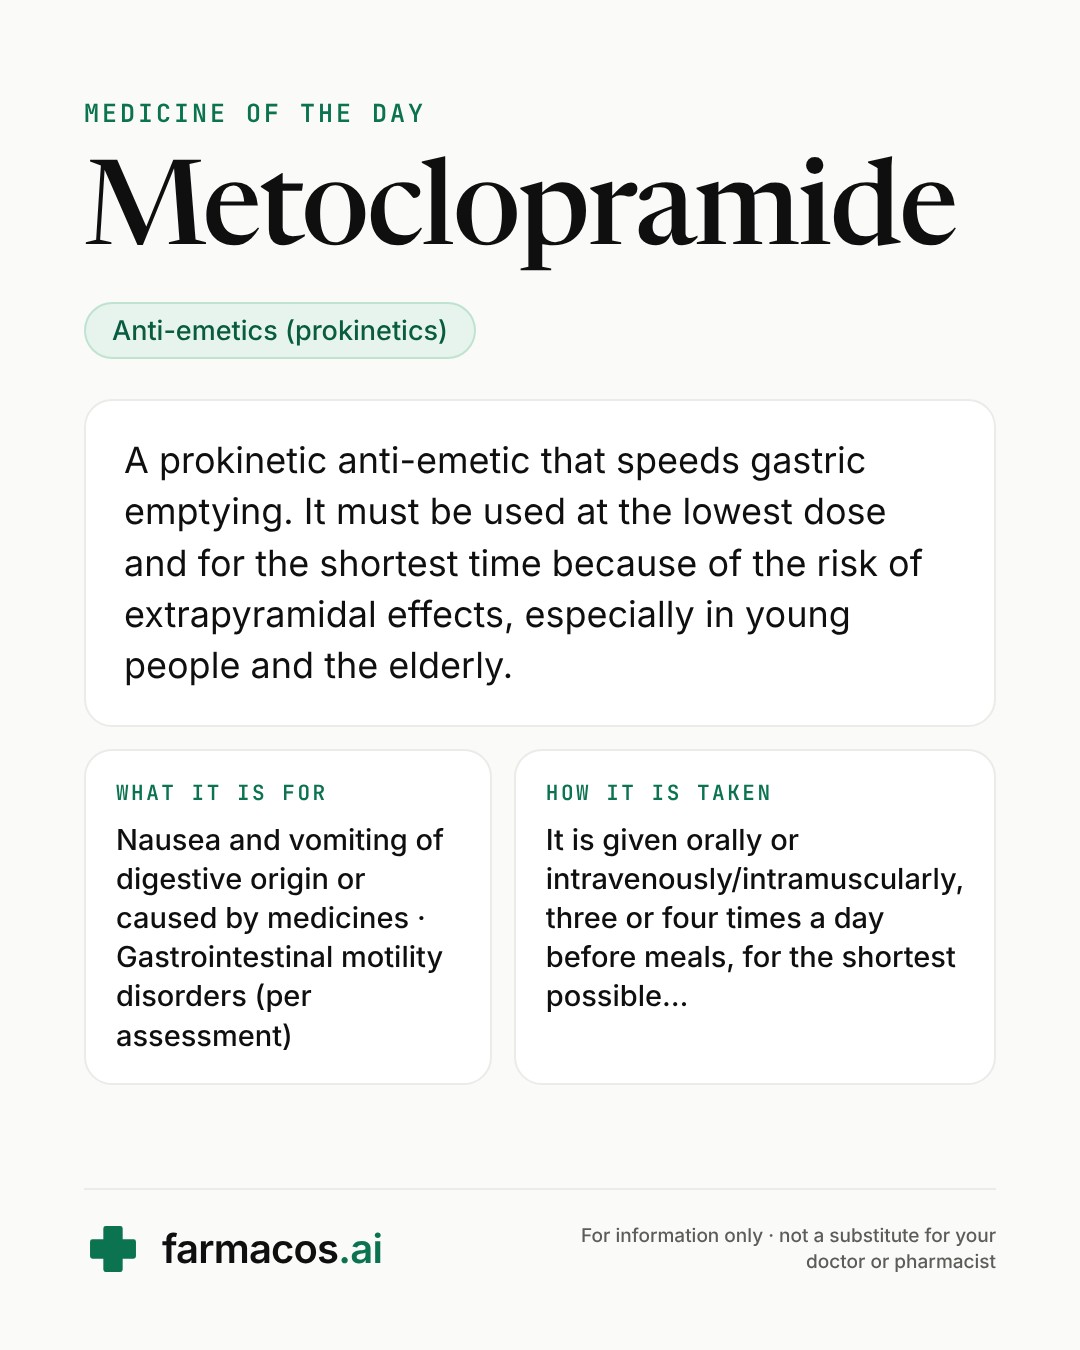 MEDICINE OF THE DAY
Metoclopramide
Anti-emetics (prokinetics)
A prokinetic anti-emetic that speeds gastric
emptying. It must be used at the lowest dose
and for the shortest time because of the risk of
extrapyramidal effects, especially in young
people and the elderly.
WHAT IT IS FOR
Nausea and vomiting of
digestive origin or
caused by medicines ·
Gastrointestinal motility
disorders (per
assessment)
HOW IT IS TAKEN
It is given orally or
intravenously/intramuscularly,
three or four times a day
before meals, for the shortest
possible…
farmacos.ai
For information only · not a substitute for your
doctor or pharmacist